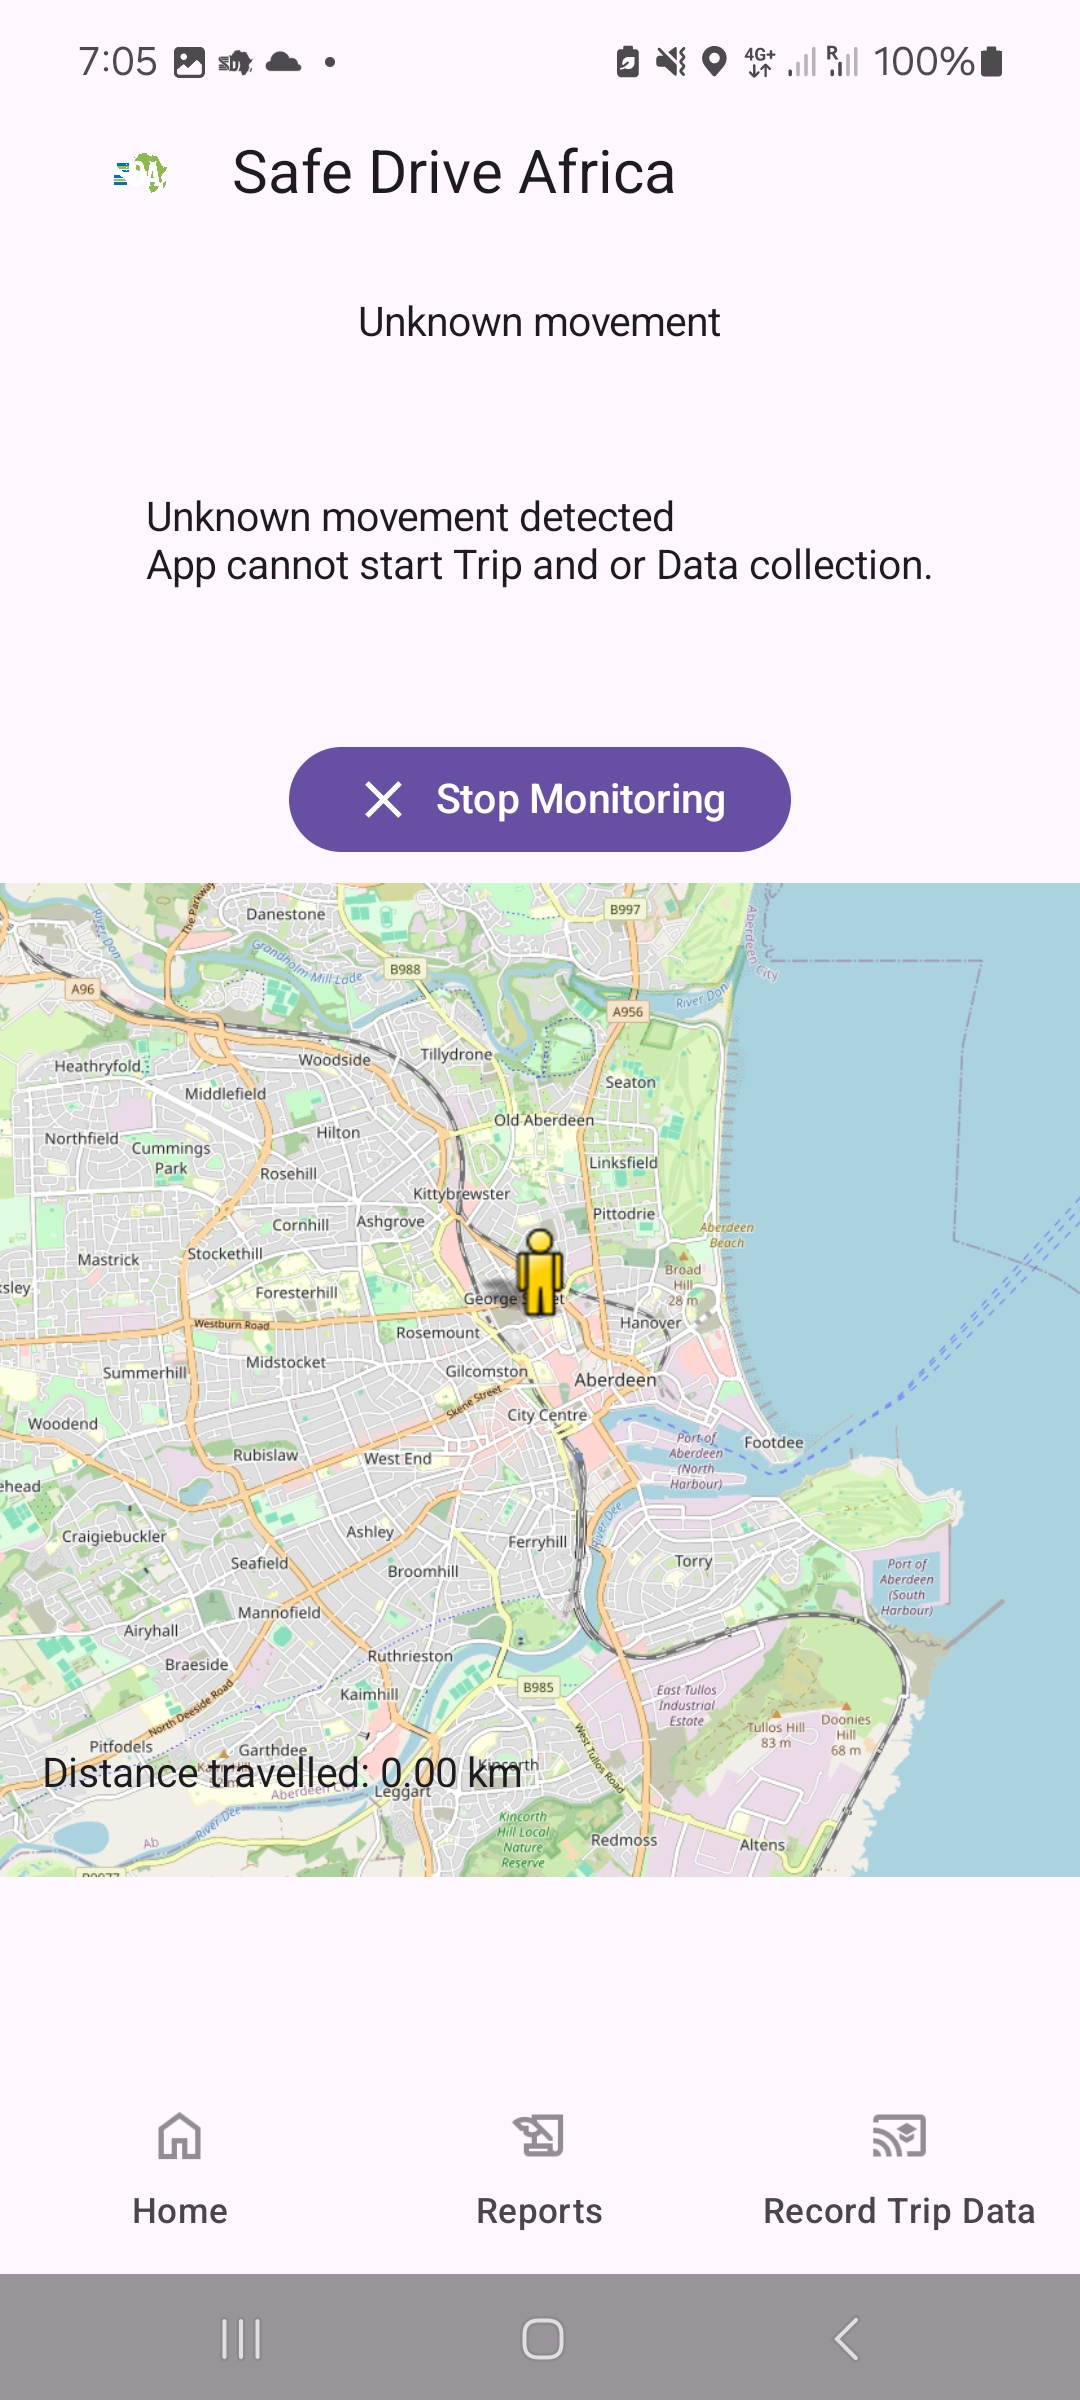 7:05
4G+
R
100%
Safe Drive Africa
Unknown movement
Unknown movement detected
App cannot start Trip and or Data collection.
Stop Monitoring
The Parkway
Danestone
B997
River Don
Aberdeen City
Grandholm Mill Lade
B988
A96
River Don
A956
Heathryfold
Woodside
Tillydrone
Seaton
Middlefield
Old Aberdeen
Northfield
Hilton
Cummings
Park
Linksfield
Rosehill
Kittybrewster
Cornhill
Ashgrove
Pittodrie
Aberdeen
Beach
Mastrick
Stockethill
Broad
Hill
28 m
Foresterhill
Westburn Road
Rosemount
Hanover
Summerhill
Midstocket
Gilcomston
Aberdeen
Skene Street
City Centre
Woodend
Rubislaw
West End
Port of
Aberdeen
(North
Harbour)
Footdee
Craigiebuckler
Ashley
Ferryhill
River Dee
Seafield
Broomhill
Torry
Port of
Aberdeen
(South
Harbour)
Mannofield
Airyhall
Braeside
Ruthrieston
Kaimhill
B985
East Tullos
Industrial
Estate
North Deeside Road
West Tullos Road
Tullos Hill
83 m
Doonies
Hill
68 m
Pitfodels
Garthdee
Kincorth
Distance travelled: 0.00 km
Aberdeen City
Leggart
River Dee
Kincorth
Hill Local
Nature
Reserve
Redmoss
Altens
Home
Reports
Record Trip Data